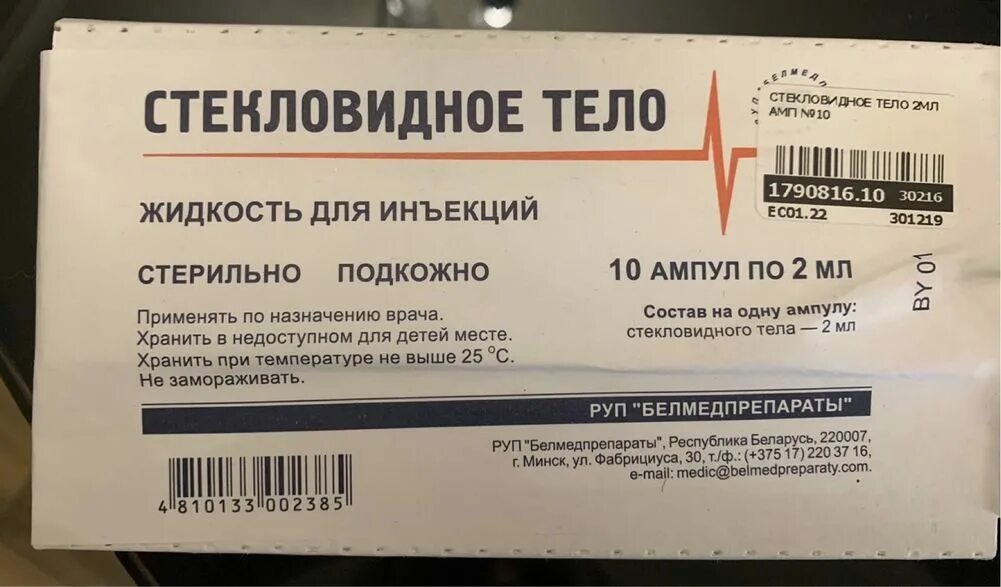 СТЕКЛОВИДНОЕ ТЕЛО
БЕЛМЕДП
СТЕКЛОВИДНОЕ ТЕЛО 2МЛ
АМП №10
1790816.10 30216
ЕС01.22 301219
ЖИДКОСТЬ ДЛЯ ИНЪЕКЦИЙ
СТЕРИЛЬНО ПОДКОЖНО
10 АМПУЛ ПО 2 МЛ
BY 01
Применять по назначению врача.
Хранить в недоступном для детей месте.
Хранить при температуре не выше 25 °С.
Не замораживать.
Состав на одну ампулу:
стекловидного тела — 2 мл
РУП "БЕЛМЕДПРЕПАРАТЫ"
РУП "Белмедпрепараты", Республика Беларусь, 220007,
г. Минск, ул. Фабрициуса, 30, т./ф.: (+375 17) 220 37 16,
e-mail: medic@belmedpreparaty.com.
4 810133 002385